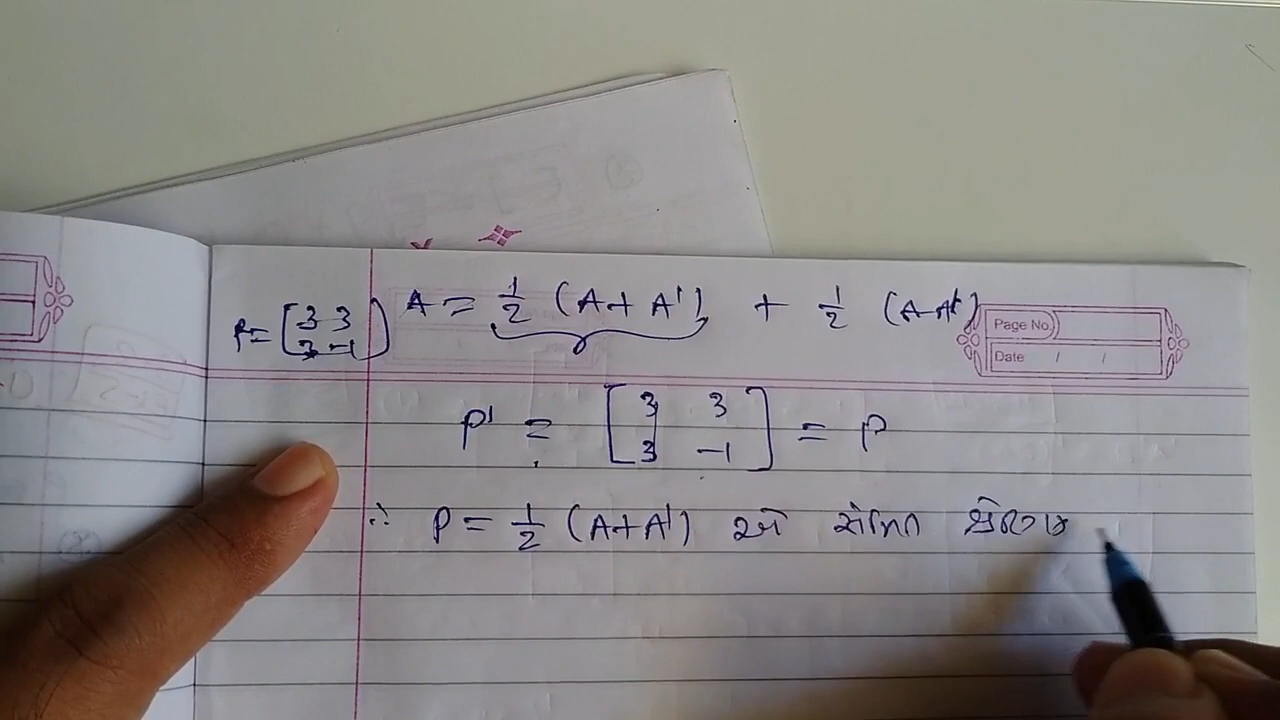 A = 1/2 (A + A') + 1/2 (A-A')
P = [3 3 3 -1]
Page No.
Date / /
P' = [3 3 3 -1] = P
∴ P = 1/2 (A+A') એ સંમિત શ્રેણિક